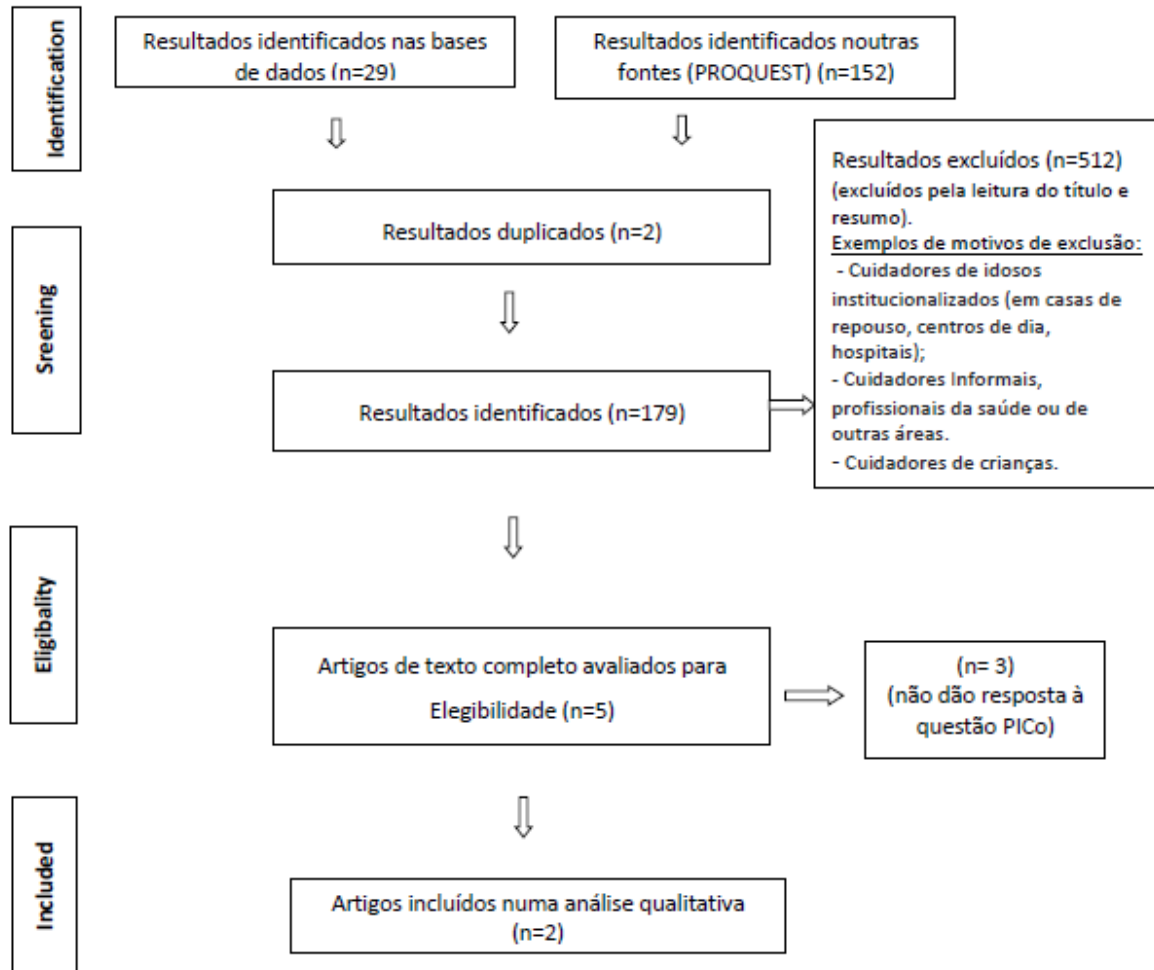 Identification
Resultados identificados nas bases
de dados (n=29)
Resultados identificados noutras
fontes (PROQUEST) (n=152)
Resultados excluídos (n=512)
(excluídos pela leitura do título e
resumo).
Exemplos de motivos de exclusão:
- Cuidadores de idosos
institucionalizados (em casas de
repouso, centros de dia,
hospitais);
- Cuidadores Informais,
profissionais da saúde ou de
outras áreas.
- Cuidadores de crianças.
Sreening
Resultados duplicados (n=2)
Resultados identificados (n=179)
Eligibality
Artigos de texto completo avaliados para
Elegibilidade (n=5)
(n= 3)
(não dão resposta à
questão PICo)
Included
Artigos incluídos numa análise qualitativa
(n=2)